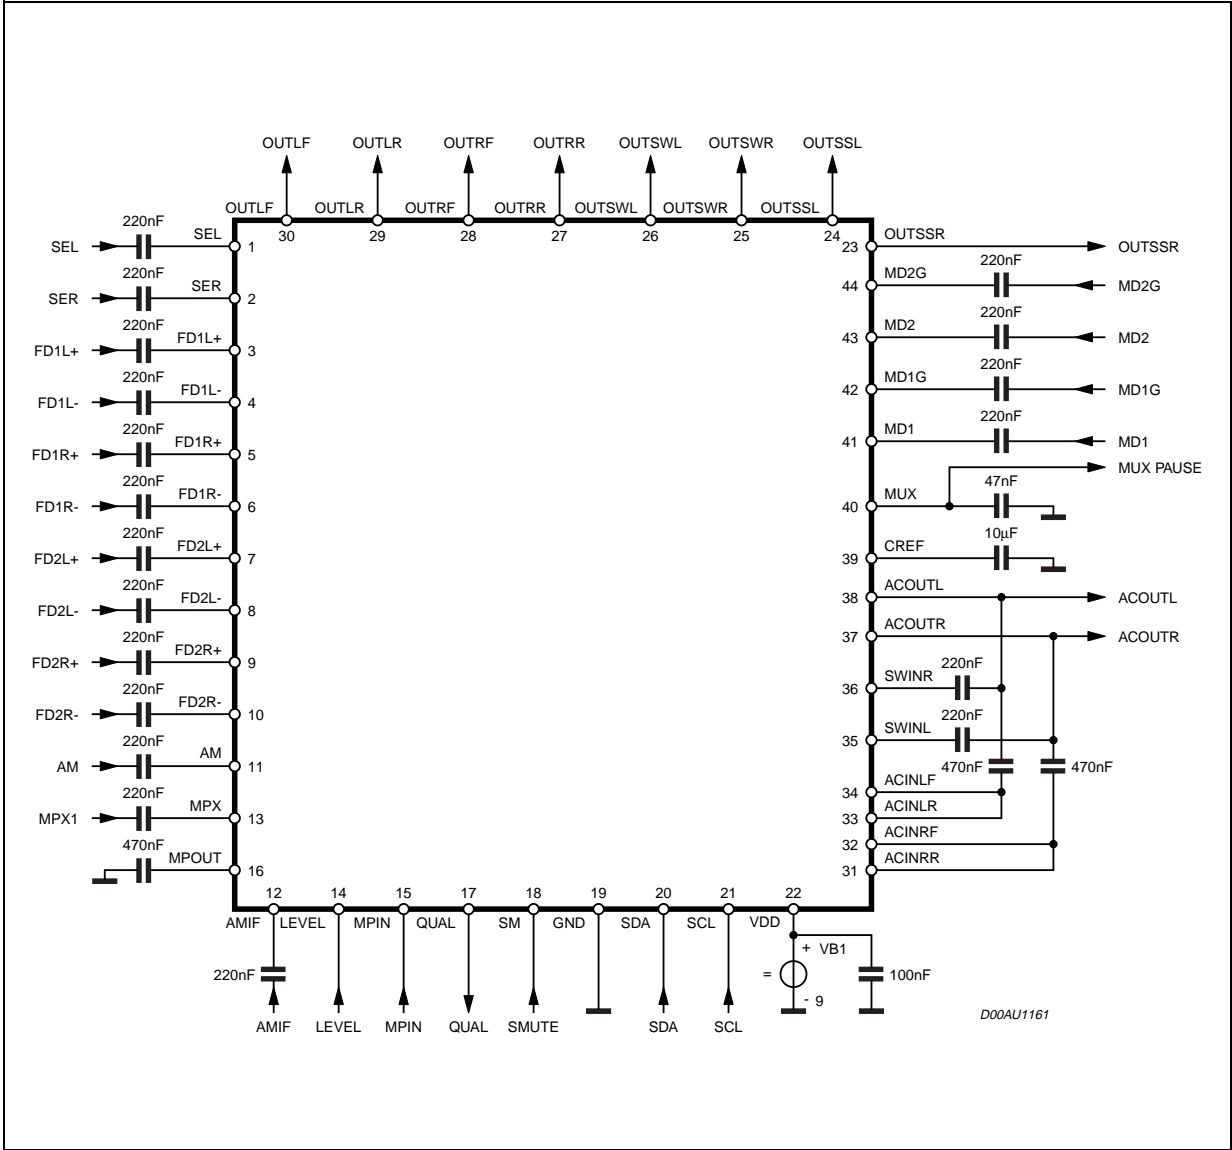 OUTLF OUTLR OUTRF OUTRR OUTSWL OUTSWR OUTSSL
OUTLF OUTLR OUTRF OUTRR OUTSWL OUTSWR OUTSSL
30 29 28 27 26 25 24
220nF
SEL SEL 1
220nF
SER SER 2
220nF
FD1L+ FD1L+ 3
220nF
FD1L- FD1L- 4
220nF
FD1R+ FD1R+ 5
220nF
FD1R- FD1R- 6
220nF
FD2L+ FD2L+ 7
220nF
FD2L- FD2L- 8
220nF
FD2R+ FD2R+ 9
220nF
FD2R- FD2R- 10
220nF
AM AM 11
220nF
MPX1 MPX 13
470nF
MPOUT 16
23 OUTSSR OUTSSR
220nF
44 MD2G MD2G
220nF
43 MD2 MD2
220nF
42 MD1G MD1G
220nF
41 MD1 MD1
MUX PAUSE
47nF
40 MUX
10µF
39 CREF
38 ACOUTL ACOUTL
37 ACOUTR ACOUTR
220nF
36 SWINR
220nF
35 SWINL
470nF 470nF
34 ACINLF
33 ACINLR
32 ACINRF
31 ACINRR
12 14 15 17 18 19 20 21 22
AMIF LEVEL MPIN QUAL SM GND SDA SCL VDD
+ VB1
220nF = 100nF
- 9
AMIF LEVEL MPIN QUAL SMUTE SDA SCL
D00AU1161